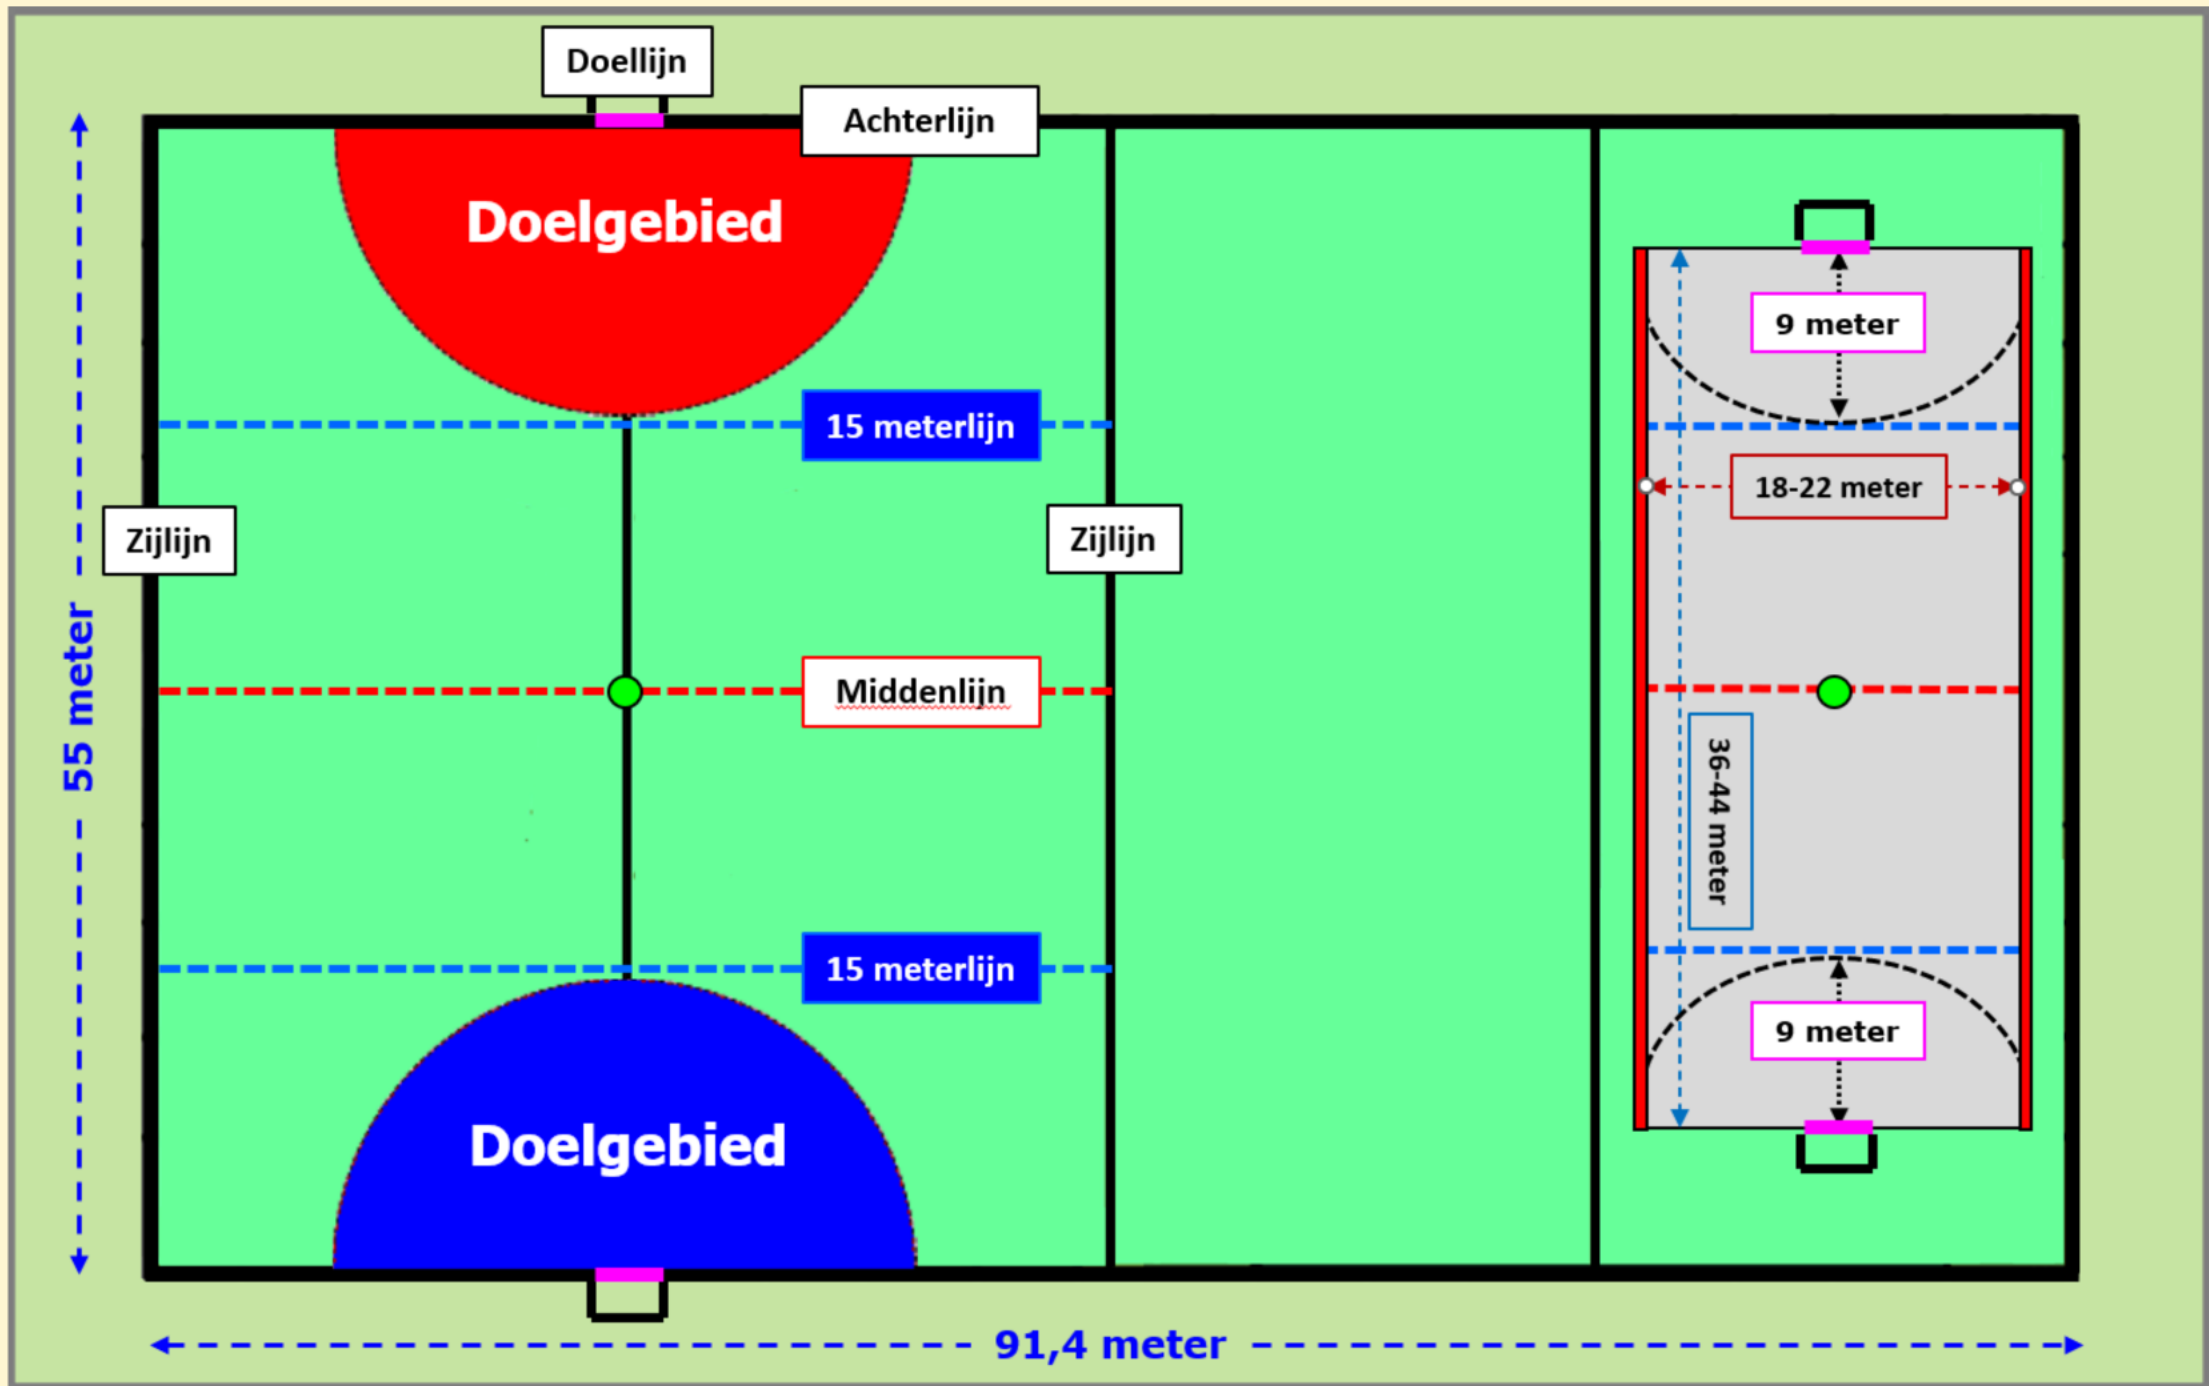 Doellijn
Achterlijn
Doelgebied
9 meter
15 meterlijn
18-22 meter
Zijlijn
Zijlijn
55 meter
Middenlijn
36-44 meter
15 meterlijn
9 meter
Doelgebied
91,4 meter